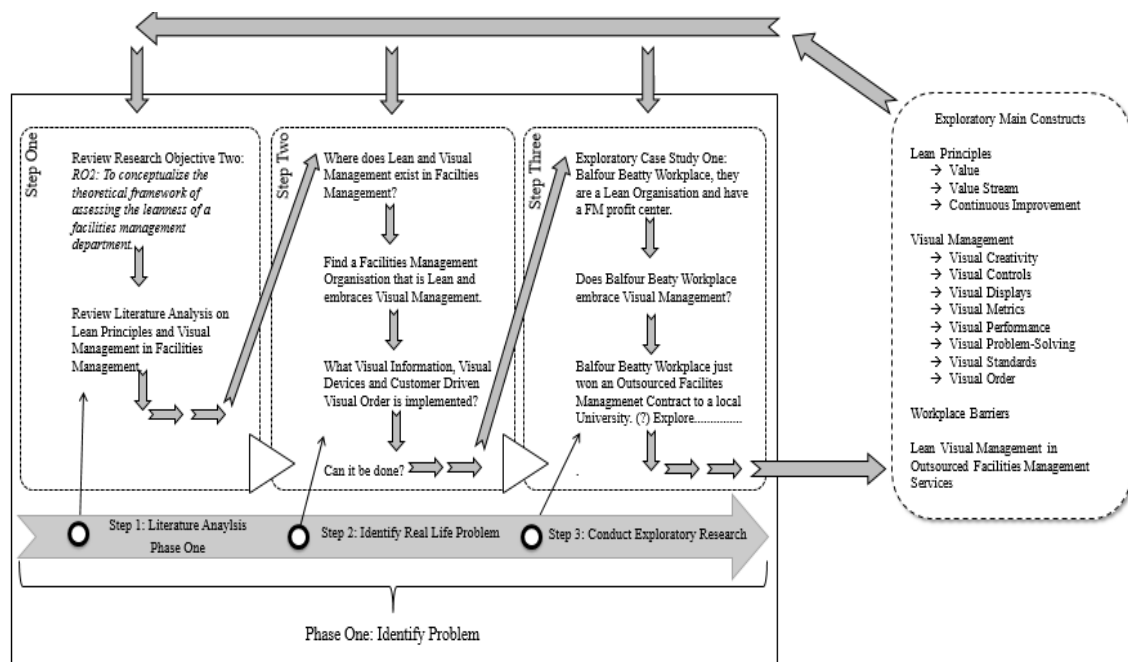 Step One
Review Research Objective Two:
RO2: To conceptualize the
theoretical framework of
assessing the leanness of a
facilities management
department.
Review Literature Analysis on
Lean Principles and Visual
Management in Facilities
Management
Step Two
Where does Lean and Visual
Management exist in Facilties
Management?
Find a Facilities Management
Organisation that is Lean and
embraces Visual Management.
What Visual Information, Visual
Devices and Customer Driven
Visual Order is implemented?
Can it be done?
Step Three
Exploratory Case Study One:
Balfour Beatty Workplace, they
are a Lean Organisation and have
a FM profit center.
Does Balfour Beaty Workplace
embrace Visual Management?
Balfour Beatty Workplace just
won an Outsourced Facilites
Managmenet Contract to a local
University. (?) Explore................
.
Exploratory Main Constructs
Lean Principles
→ Value
→ Value Stream
→ Continuous Improvement
Visual Management
→ Visual Creativity
→ Visual Controls
→ Visual Displays
→ Visual Metrics
→ Visual Performance
→ Visual Problem-Solving
→ Visual Standards
→ Visual Order
Workplace Barriers
Lean Visual Management in
Outsourced Facilities Management
Services
Step 1: Literature Anaylsis
Phase One
Step 2: Identify Real Life Problem
Step 3: Conduct Exploratory Research
Phase One: Identify Problem